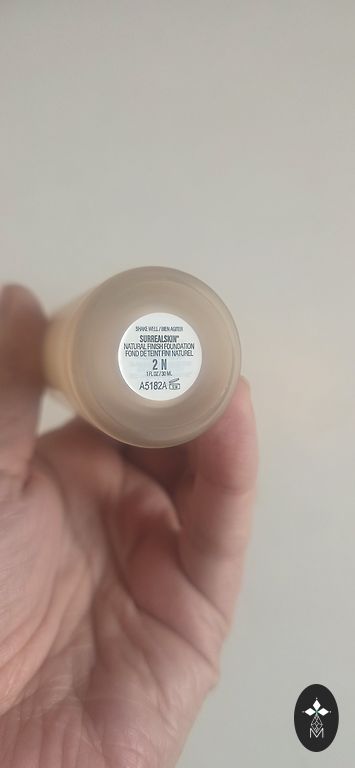 SHAKE WELL / BIEN AGITER
SURREALSKIN™
NATURAL FINISH FOUNDATION
FOND DE TEINT FINI NATUREL
2 N
1 FL OZ / 30 ML
A5182A
M